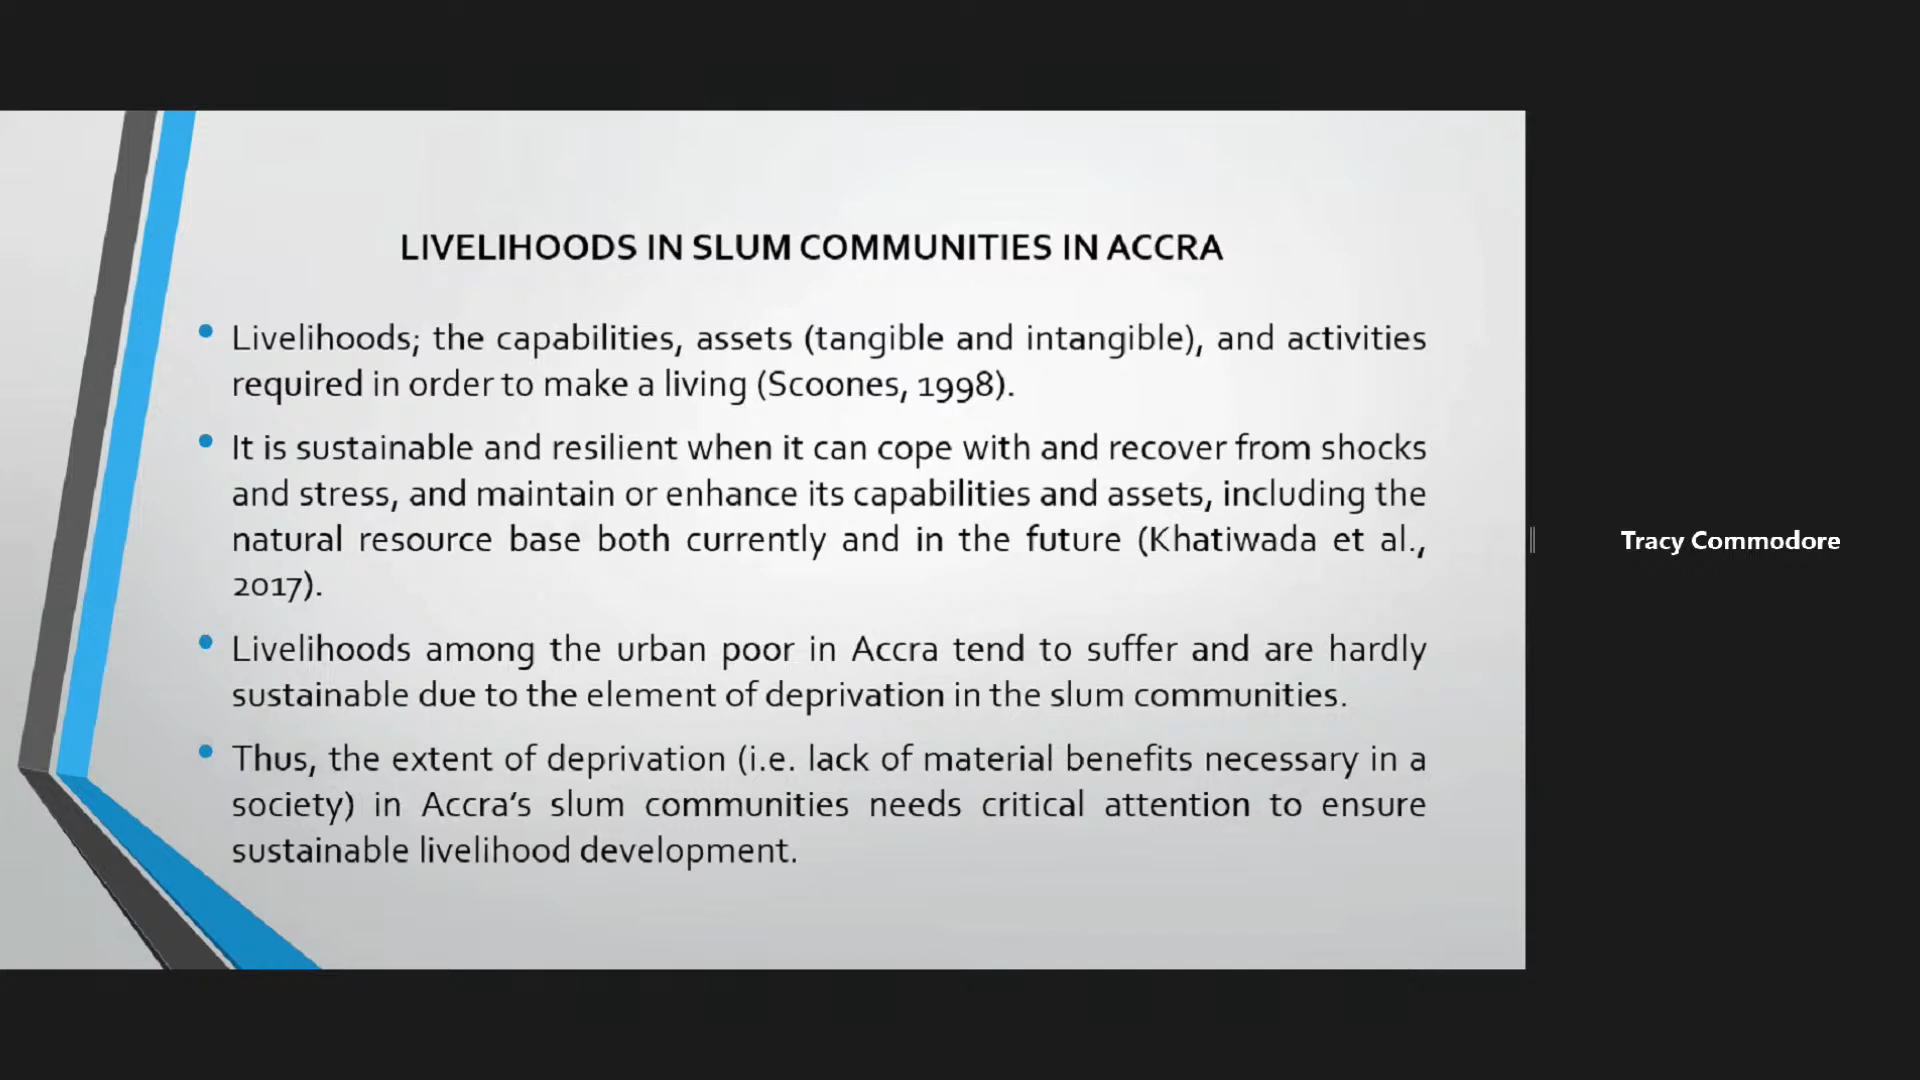 LIVELIHOODS IN SLUM COMMUNITIES IN ACCRA
• Livelihoods; the capabilities, assets (tangible and intangible), and activities
required in order to make a living (Scoones, 1998).
• It is sustainable and resilient when it can cope with and recover from shocks
and stress, and maintain or enhance its capabilities and assets, including the
natural resource base both currently and in the future (Khatiwada et al.,
2017).
• Livelihoods among the urban poor in Accra tend to suffer and are hardly
sustainable due to the element of deprivation in the slum communities.
• Thus, the extent of deprivation (i.e. lack of material benefits necessary in a
society) in Accra’s slum communities needs critical attention to ensure
sustainable livelihood development.
Tracy Commodore